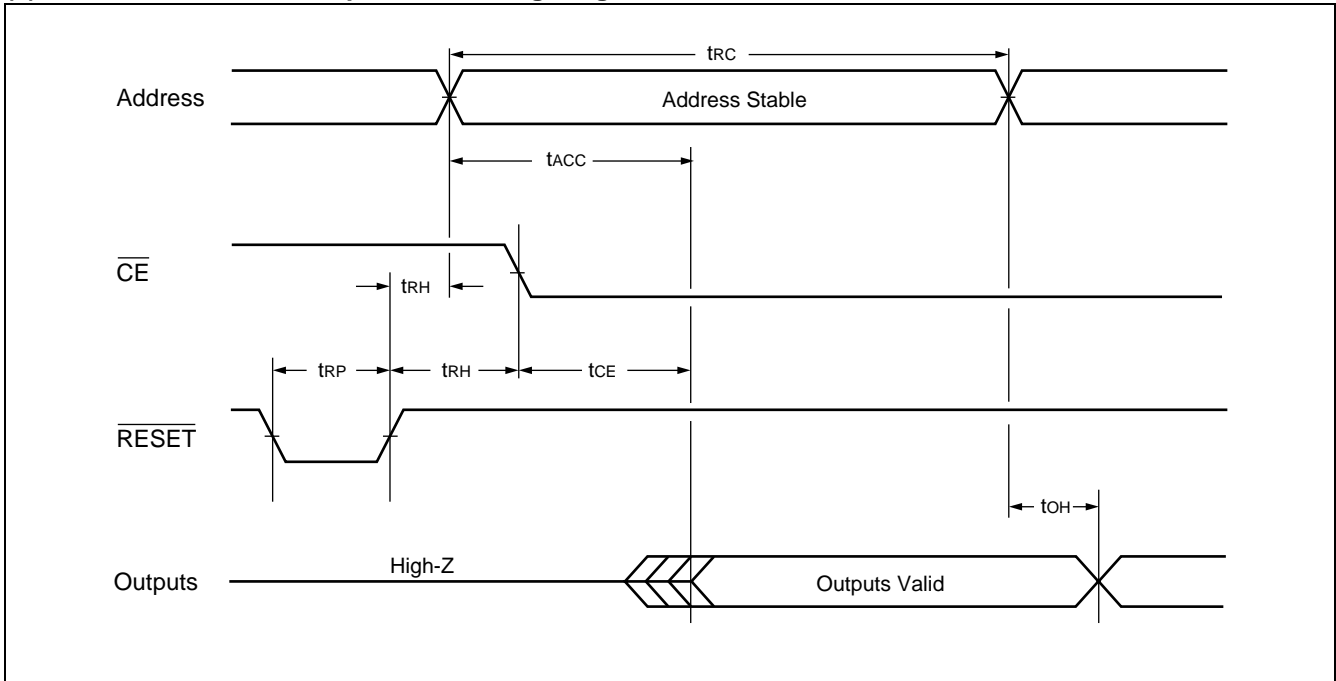 tRC
Address
Address Stable
tACC
CE
tRH
tRP
tRH
tCE
RESET
tOH
High-Z
Outputs
Outputs Valid